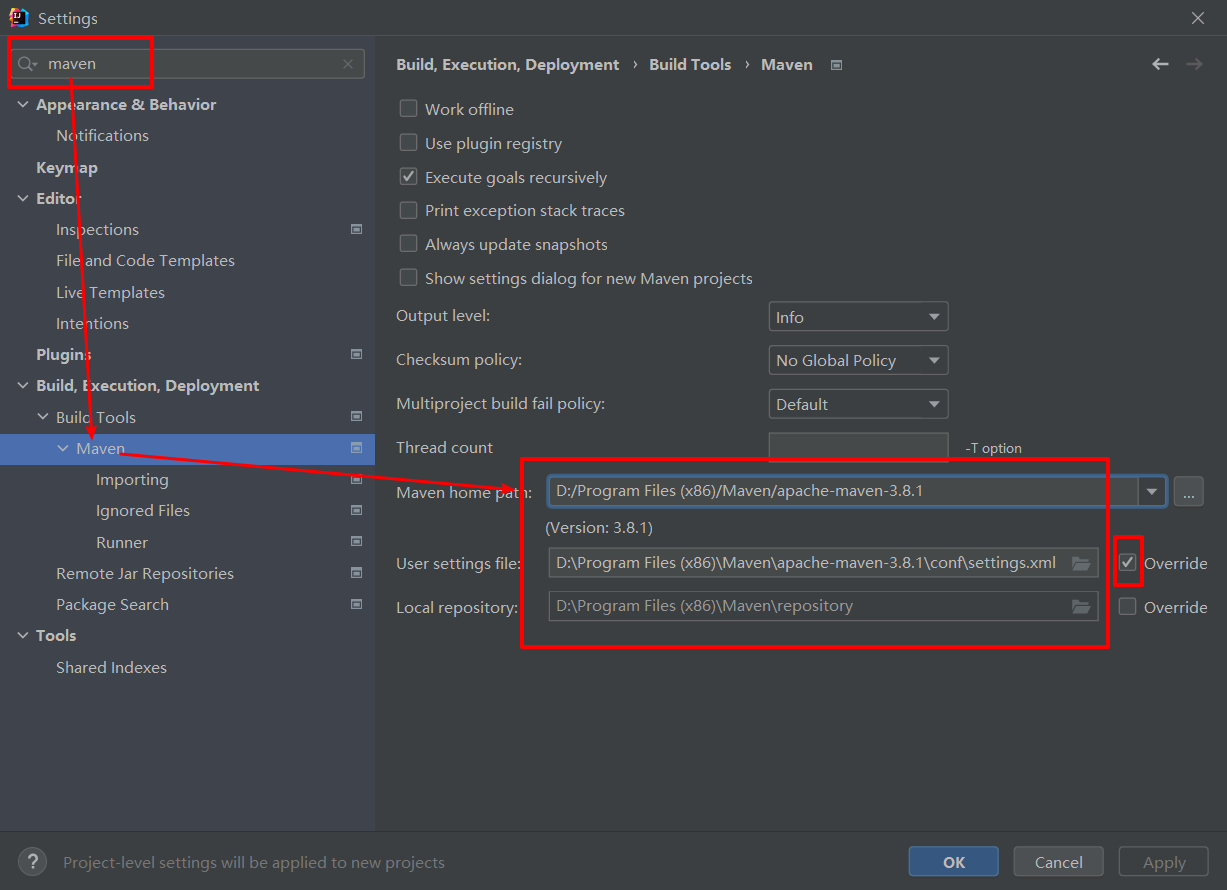 Settings
maven
Appearance & Behavior
Notifications
Keymap
Editor
Inspections
File and Code Templates
Live Templates
Intentions
Plugins
Build, Execution, Deployment
Build Tools
Maven
Importing
Ignored Files
Runner
Remote Jar Repositories
Package Search
Tools
Shared Indexes
Build, Execution, Deployment › Build Tools › Maven
Work offline
Use plugin registry
Execute goals recursively
Print exception stack traces
Always update snapshots
Show settings dialog for new Maven projects
Output level: Info
Checksum policy: No Global Policy
Multiproject build fail policy: Default
Thread count -T option
Maven home path: D:/Program Files (x86)/Maven/apache-maven-3.8.1 ...
(Version: 3.8.1)
User settings file: D:\Program Files (x86)\Maven\apache-maven-3.8.1\conf\settings.xml Override
Local repository: D:\Program Files (x86)\Maven\repository Override
? Project-level settings will be applied to new projects
OK Cancel Apply